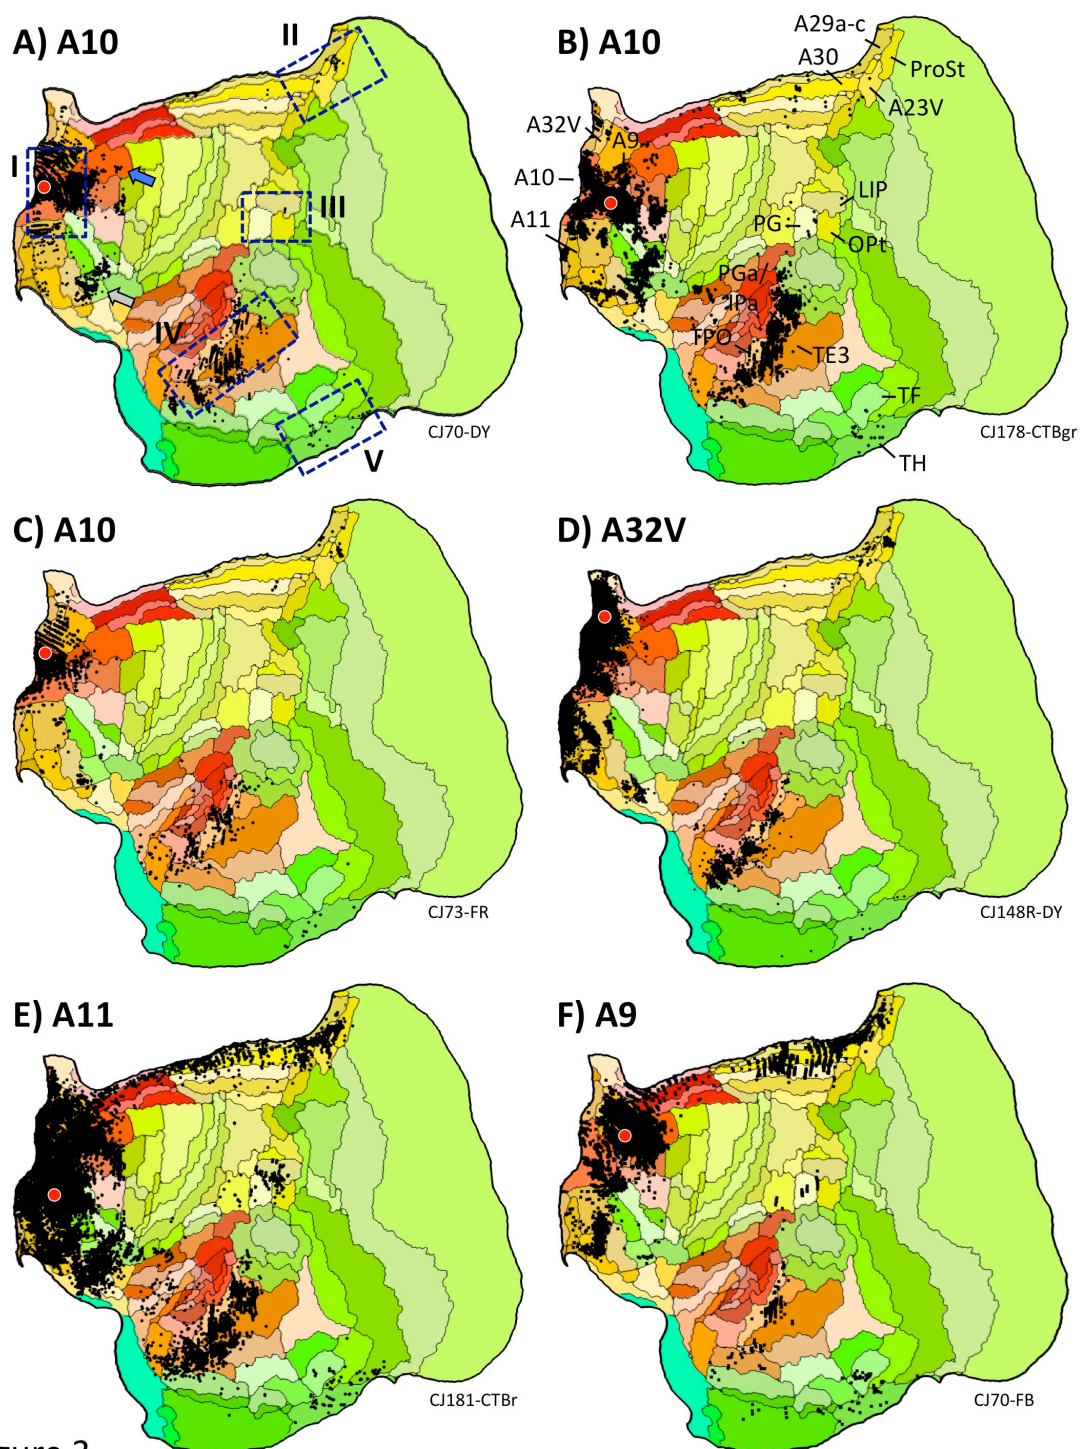 A) A10
II
I
III
IV
V
CJ70-DY
B) A10
A29a-c
A30
ProSt
A23V
A32V
A9
A10
A11
LIP
PG
OPt
PGa/
IPa
TPO
TE3
TF
TH
CJ178-CTBgr
C) A10
CJ73-FR
D) A32V
CJ148R-DY
E) A11
CJ181-CTBr
F) A9
CJ70-FB